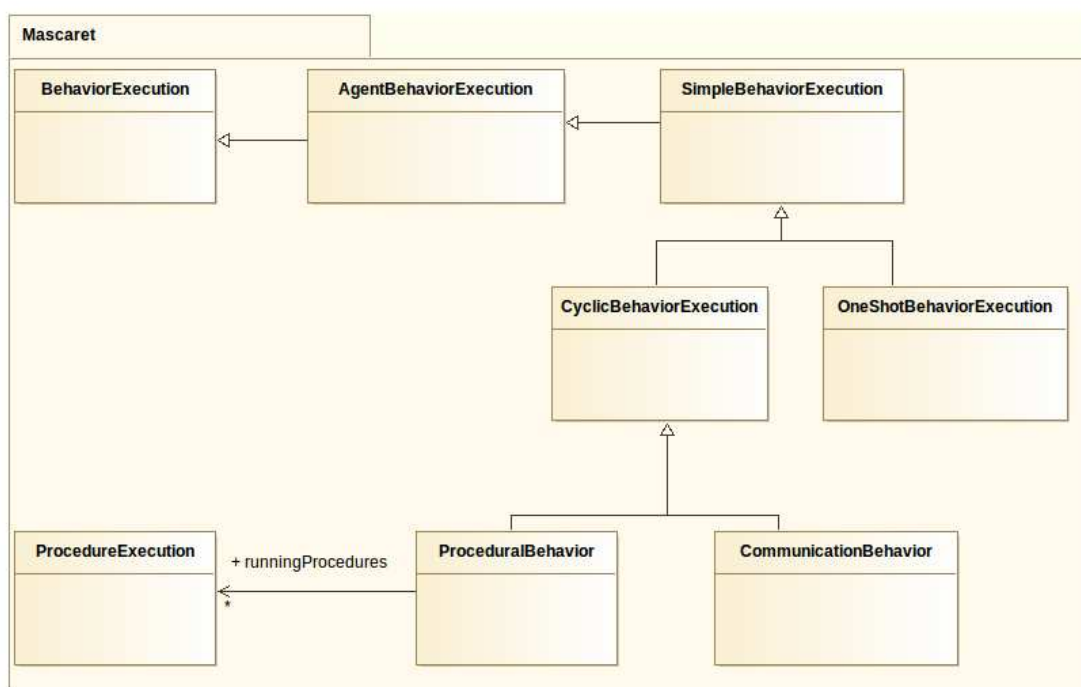 Mascaret
BehaviorExecution
AgentBehaviorExecution
SimpleBehaviorExecution
CyclicBehaviorExecution
OneShotBehaviorExecution
ProcedureExecution
+ runningProcedures
*
ProceduralBehavior
CommunicationBehavior